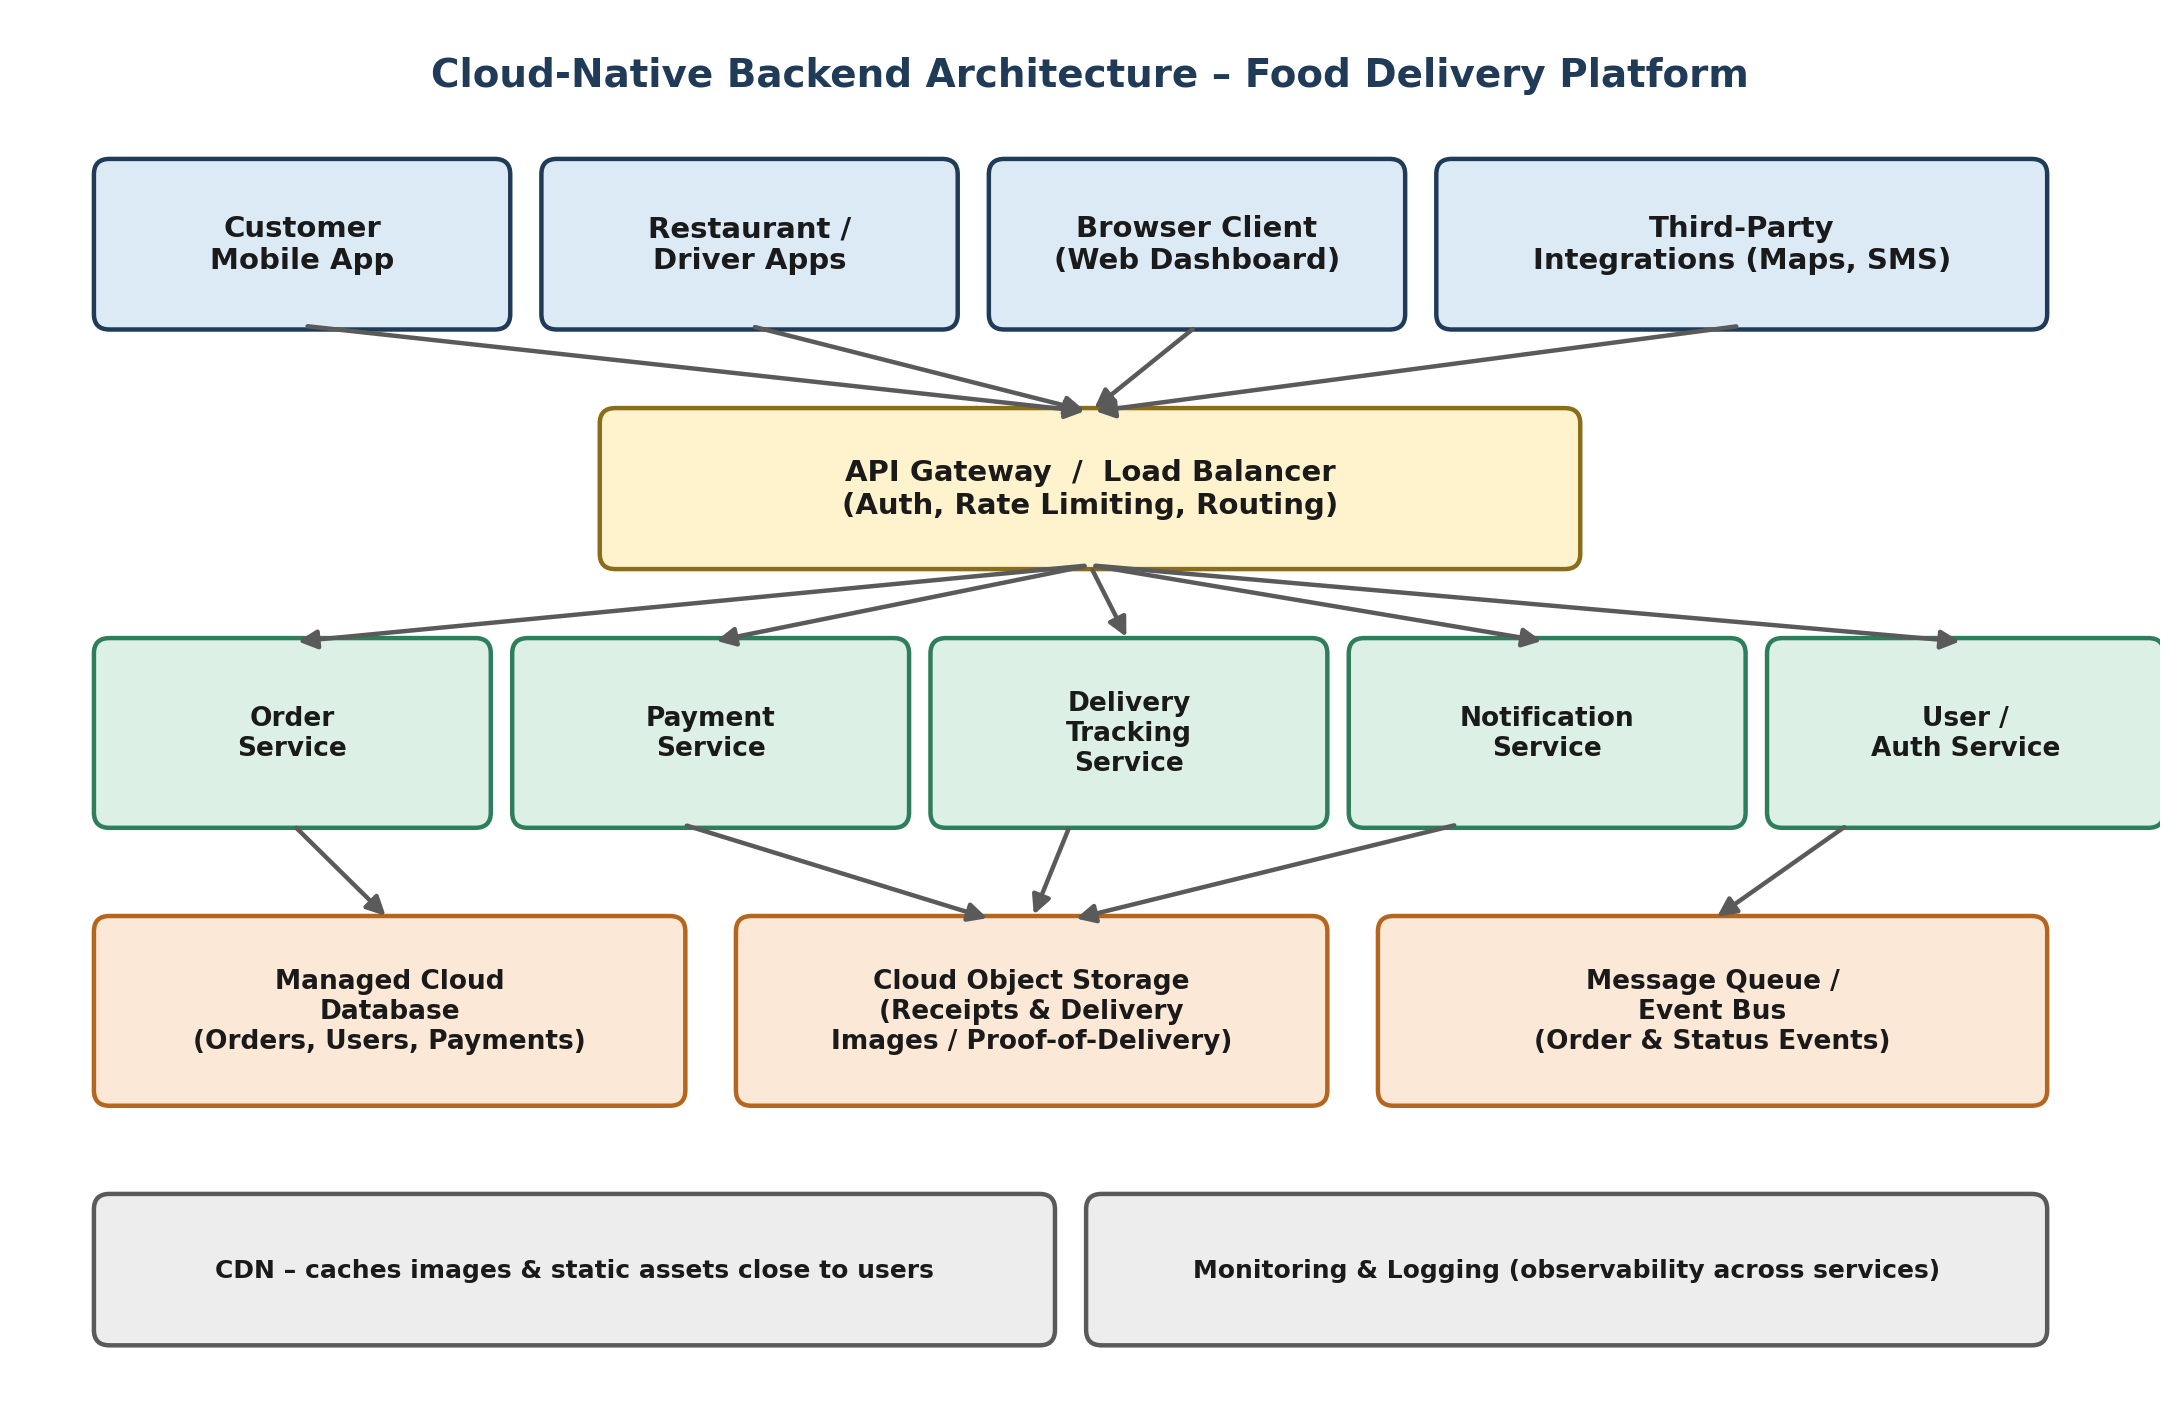 Cloud-Native Backend Architecture – Food Delivery Platform
Customer
Mobile App
Restaurant /
Driver Apps
Browser Client
(Web Dashboard)
Third-Party
Integrations (Maps, SMS)
API Gateway  /  Load Balancer
(Auth, Rate Limiting, Routing)
Order
Service
Payment
Service
Delivery
Tracking
Service
Notification
Service
User /
Auth Service
Managed Cloud
Database
(Orders, Users, Payments)
Cloud Object Storage
(Receipts & Delivery
Images / Proof-of-Delivery)
Message Queue /
Event Bus
(Order & Status Events)
CDN – caches images & static assets close to users
Monitoring & Logging (observability across services)